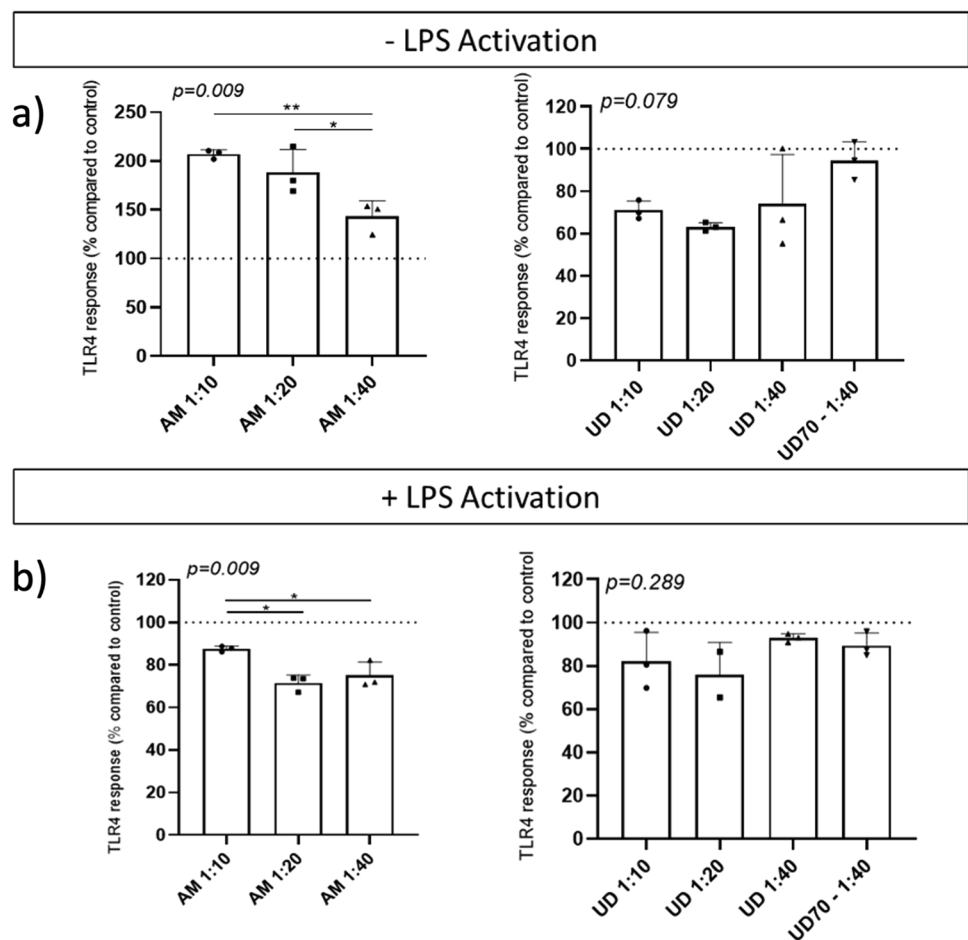 - LPS Activation
a)
p=0.009
**
*
TLR4 response (% compared to control)
250
200
150
100
50
0
AM 1:10
AM 1:20
AM 1:40
p=0.079
TLR4 response (% compared to control)
120
100
80
60
40
20
0
UD 1:10
UD 1:20
UD 1:40
UD70 - 1:40
+ LPS Activation
b)
p=0.009
*
*
TLR4 response (% compared to control)
120
100
80
60
40
20
0
AM 1:10
AM 1:20
AM 1:40
p=0.289
TLR4 response (% compared to control
120
100
80
60
40
20
0
UD 1:10
UD 1:20
UD 1:40
UD70 - 1:40